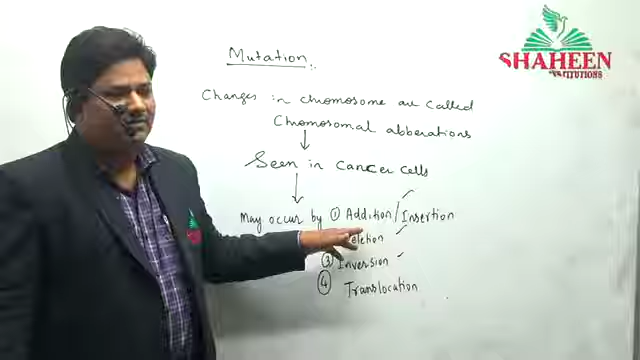 SHAHEEN
INSTITUTIONS
Mutation
Changes in chromosome are called
Chromosomal abberations
Seen in cancer cells
May occur by ① Addition / Insertion
eletion
③ Inversion
④ Translocation